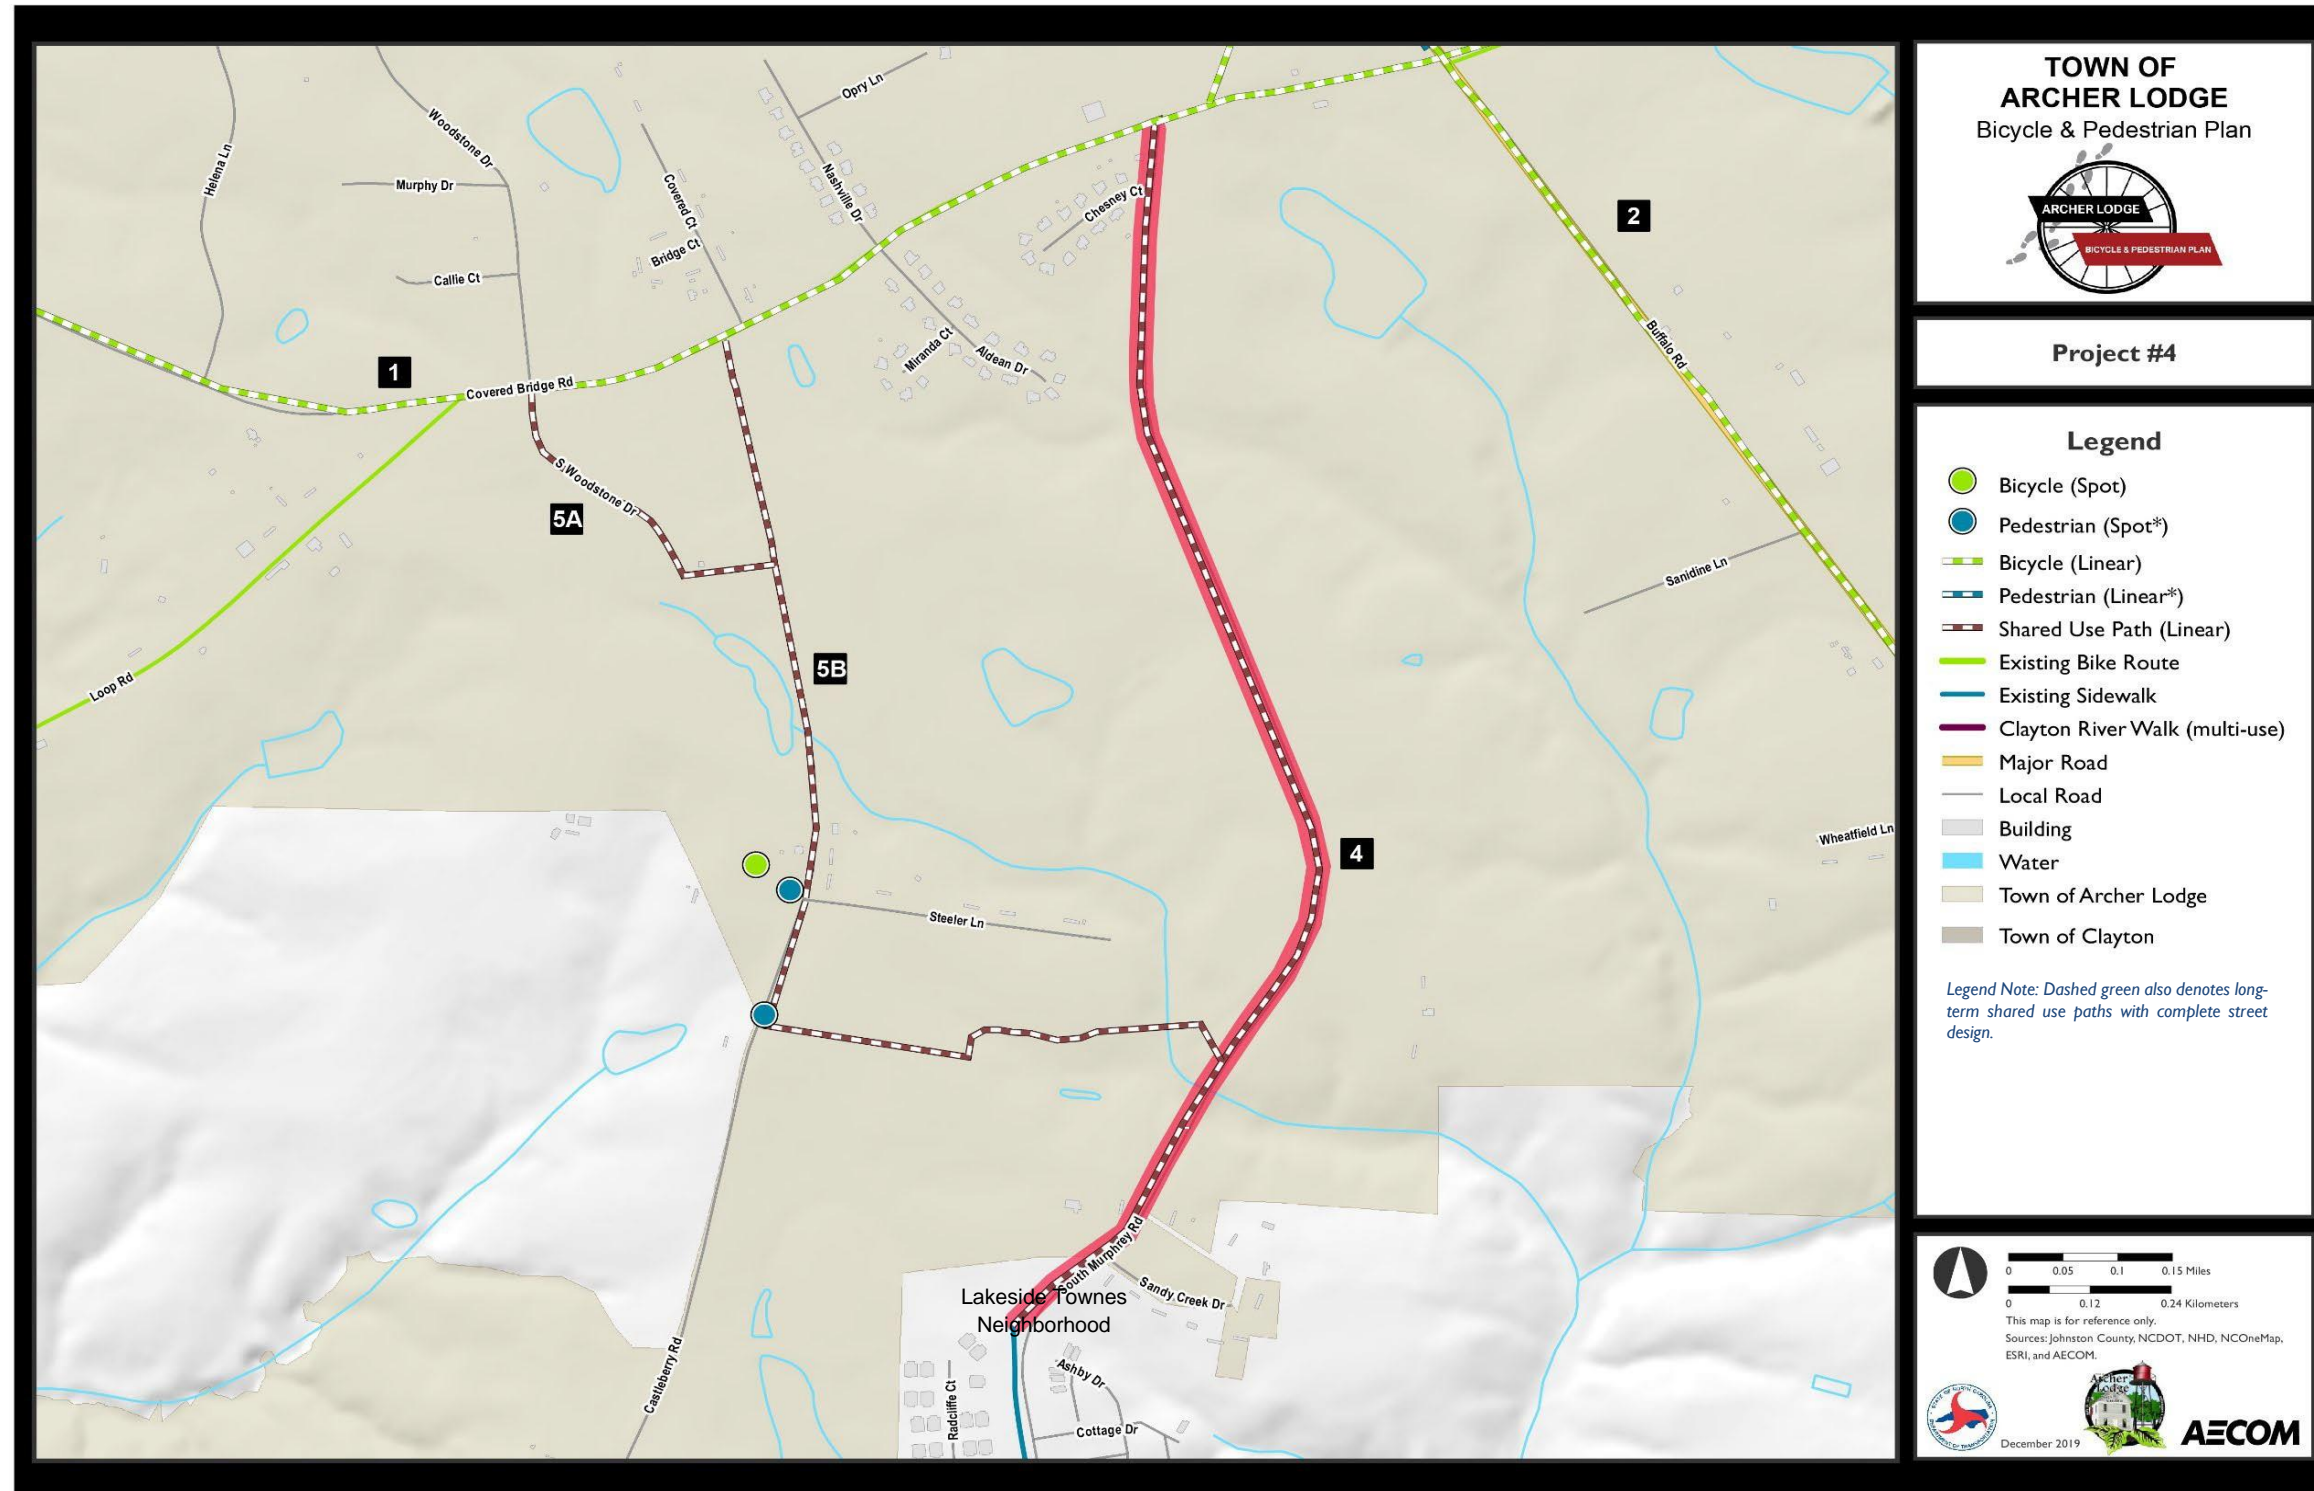 Opry Ln
Woodstone Dr
Helena Ln
Murphy Dr
Covered Ct
Nashville Dr
Chesney Ct
Bridge Ct
Callie Ct
2
Buffalo Rd
Miranda Ct
Aldean Dr
1
Covered Bridge Rd
S Woodstone Dr
5A
Sanidine Ln
5B
Loop Rd
Wheatfield Ln
4
Steeler Ln
South Murphrey Rd
Sandy Creek Dr
Lakeside Townes
Neighborhood
Castleberry Rd
Ashby Dr
Radcliffe Ct
Cottage Dr
TOWN OF
ARCHER LODGE
Bicycle & Pedestrian Plan
ARCHER LODGE
BICYCLE & PEDESTRIAN PLAN
Project #4
Legend
Bicycle (Spot)
Pedestrian (Spot*)
Bicycle (Linear)
Pedestrian (Linear*)
Shared Use Path (Linear)
Existing Bike Route
Existing Sidewalk
Clayton River Walk (multi-use)
Major Road
Local Road
Building
Water
Town of Archer Lodge
Town of Clayton
Legend Note: Dashed green also denotes long-
term shared use paths with complete street
design.
0 0.05 0.1 0.15 Miles
0 0.12 0.24 Kilometers
This map is for reference only.
Sources: Johnston County, NCDOT, NHD, NCOneMap,
ESRI, and AECOM.
Archer
Lodge
December 2019
AECOM